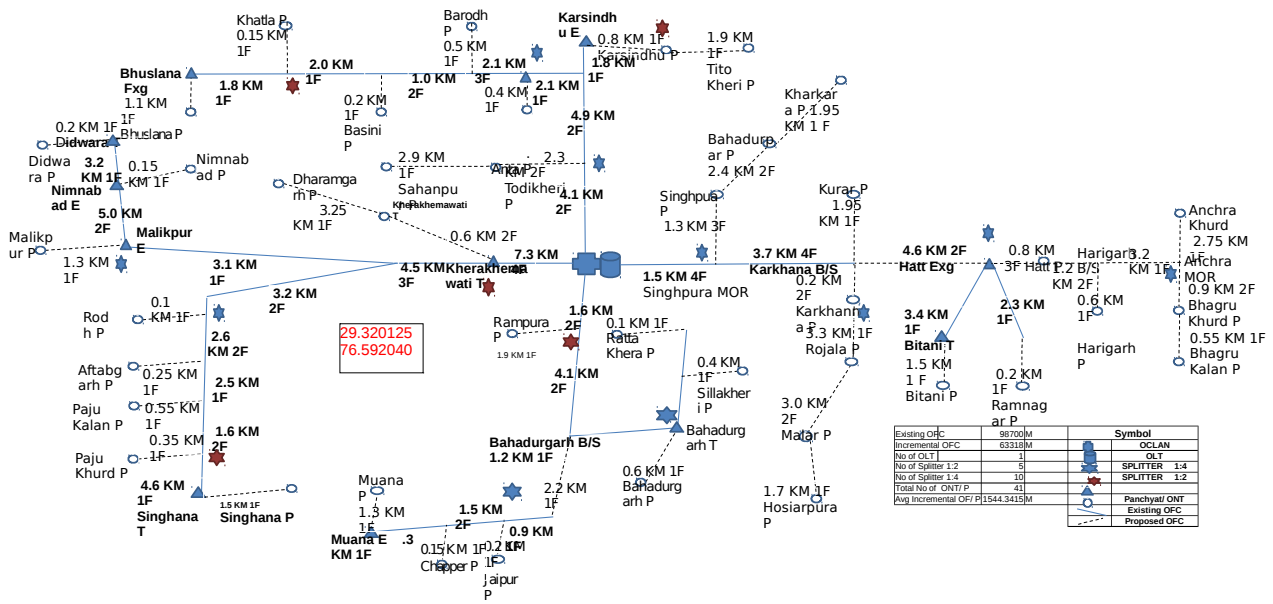 Khatla P
0.15 KM
1F
Barodh
P
0.5 KM
1F
Karsindh
u E
0.8 KM 1F
Karsindhu P
1.9 KM
1F
Tito
Kheri P
1.8 KM
1F
Bhuslana
Fxg
2.0 KM
1F
1.8 KM
1F
1.0 KM
2F
2.1 KM
3F
2.1 KM
1F
0.4 KM
1F
0.2 KM
1F
Basini
P
1.1 KM
1F
Bhuslana P
4.9 KM
2F
Kharkar
a P 1.95
KM 1 F
Bahadurp
ar P
2.4 KM 2F
0.2 KM 1F
Didwara
Didwa
ra P
3.2
KM 1F
0.15
KM 1F
Nimnab
ad P
Nimnab
ad E
5.0 KM
2F
Dharamga
rh P
3.25
KM 1F
2.9 KM
1F
Sahanpu
Anta P
Todikheri
P
2.3
KM 2F
4.1 KM
2F
Kherakhemawati
T
0.6 KM 2F
Singhpua
P
1.3 KM 3F
Kurar P
1.95
KM 1F
Malikp
ur P
Malikpur
E
1.3 KM
1F
3.1 KM
1F
4.5 KM
3F
Kherakhema
wati T
7.3 KM
4F
3.2 KM
2F
1.5 KM 4F
Singhpura MOR
3.7 KM 4F
Karkhana B/S
4.6 KM 2F
Hatt Exg
0.8 KM
3F Hatt P
1.2 B/S
KM 2F
Harigarh
3.2
KM 1F
Anchra
Khurd
2.75 KM
1F
Anchra
MOR
0.9 KM 2F
Bhagru
Khurd P
0.55 KM 1F
Bhagru
Kalan P
0.6 KM
1F
Harigarh
P
0.2 KM
2F
Karkhann
a P
3.3 KM 1F
Rojala P
3.4 KM
1F
Bitani T
2.3 KM
1F
1.5 KM
1 F
Bitani P
0.2 KM
1F
Ramnag
ar P
0.1
KM 1F
Rod
h P
2.6
KM 2F
29.320125
76.592040
Rampura
P
1.9 KM 1F
1.6 KM
2F
0.1 KM 1F
Ratta
Khera P
4.1 KM
2F
0.4 KM
1F
Sillakher
i P
Aftabg
arh P
0.25 KM
1F
2.5 KM
1F
Paju
Kalan P
0.55 KM
1F
0.35 KM
1F
Paju
Khurd P
1.6 KM
2F
4.6 KM
1F
Singhana
T
1.5 KM 1F
Singhana P
3.0 KM
2F
Malar P
1.7 KM 1F
Hosiarpura
P
Bahadurgarh B/S
1.2 KM 1F
Bahadurg
arh T
0.6 KM 1F
Bahadurg
arh P
2.2 KM
1F
Muana
P
1.3 KM
1F
1.5 KM
2F
0.9 KM
1F
Muana E .3
KM 1F
0.15 KM 1F
Chapper P
0.2 KM
1F
Jaipur
P
Existing OFC 98700 M
Incremental OFC 63318 M
No of OLT 1
No of Splitter 1:2 5
No of Splitter 1:4 10
Total No of ONT/ P 41
Avg Incremental OF/ P 1544.3415 M
Symbol
OCLAN
OLT
SPLITTER 1:4
SPLITTER 1:2
Panchyat/ ONT
Existing OFC
Proposed OFC